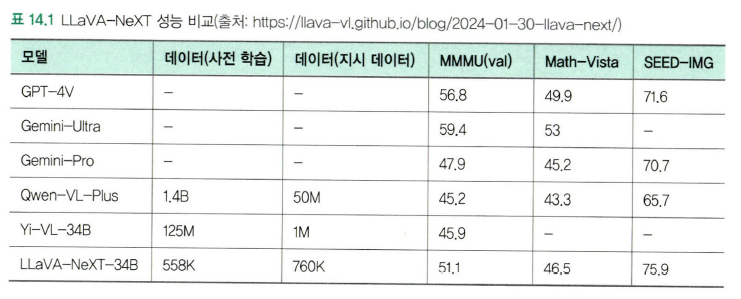 표 14.1 LLaVA-NeXT 성능 비교(출처: https://llava-vl.github.io/blog/2024-01-30-llava-next/)
모델 데이터(사전 학습) 데이터(지시 데이터) MMMU(val) Math-Vista SEED-IMG
GPT-4V – – 56.8 49.9 71.6
Gemini-Ultra – – 59.4 53 –
Gemini-Pro – – 47.9 45.2 70.7
Qwen-VL-Plus 1.4B 50M 45.2 43.3 65.7
Yi-VL-34B 125M 1M 45.9 – –
LLaVA-NeXT-34B 558K 760K 51.1 46.5 75.9